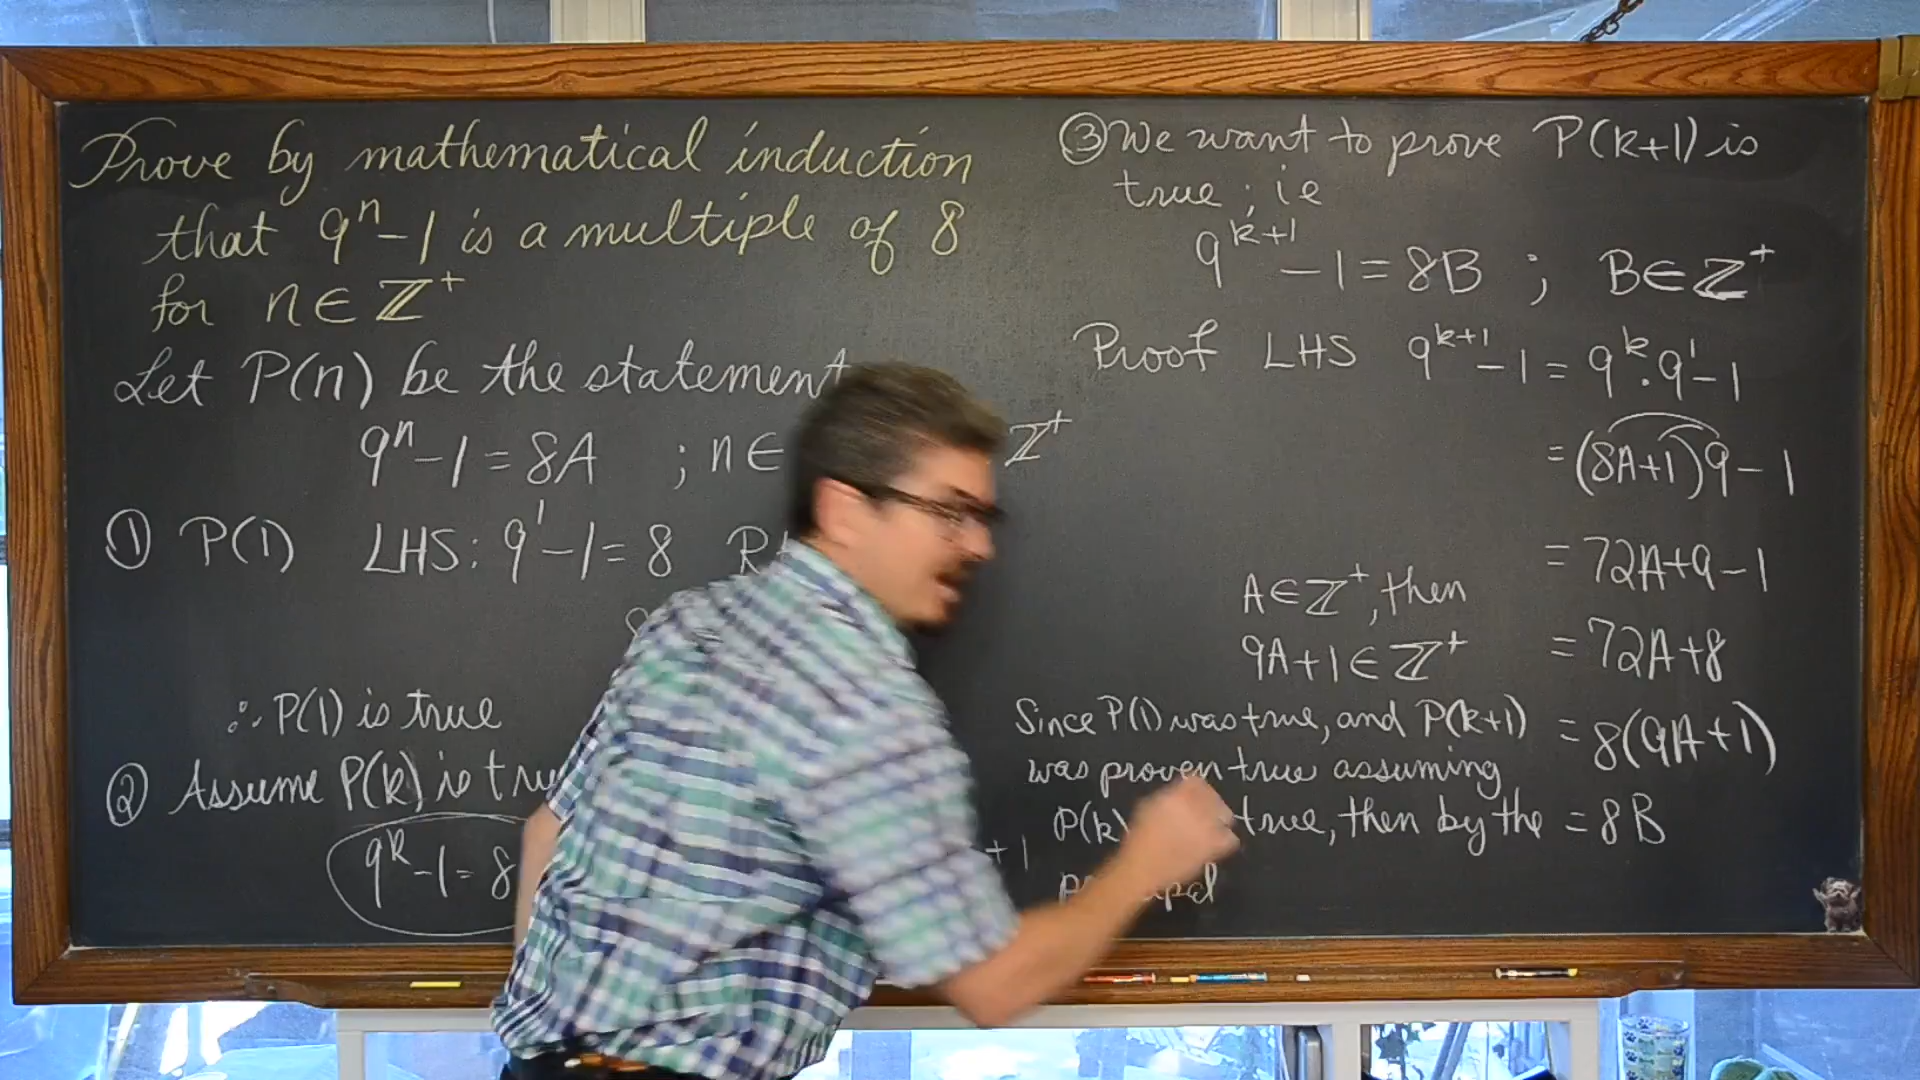 Prove by mathematical induction
that 9ⁿ-1 is a multiple of 8
for n∈ℤ⁺
Let P(n) be the statement
9ⁿ-1=8A ; n∈ ℤ⁺
① P(1) LHS: 9¹-1=8
∴ P(1) is true
② Assume P(k) is true
9ᵏ-1=8 +1
③ We want to prove P(k+1) is
true; ie
9ᵏ⁺¹-1=8B ; B∈ℤ⁺
Proof LHS 9ᵏ⁺¹-1=9ᵏ·9¹-1
=(8A+1)9-1
=72A+9-1
=72A+8
=8(9A+1)
=8B
A∈ℤ⁺, then
9A+1∈ℤ⁺
Since P(1) was true, and P(k+1)
was proven true assuming
P(k) true, then by the